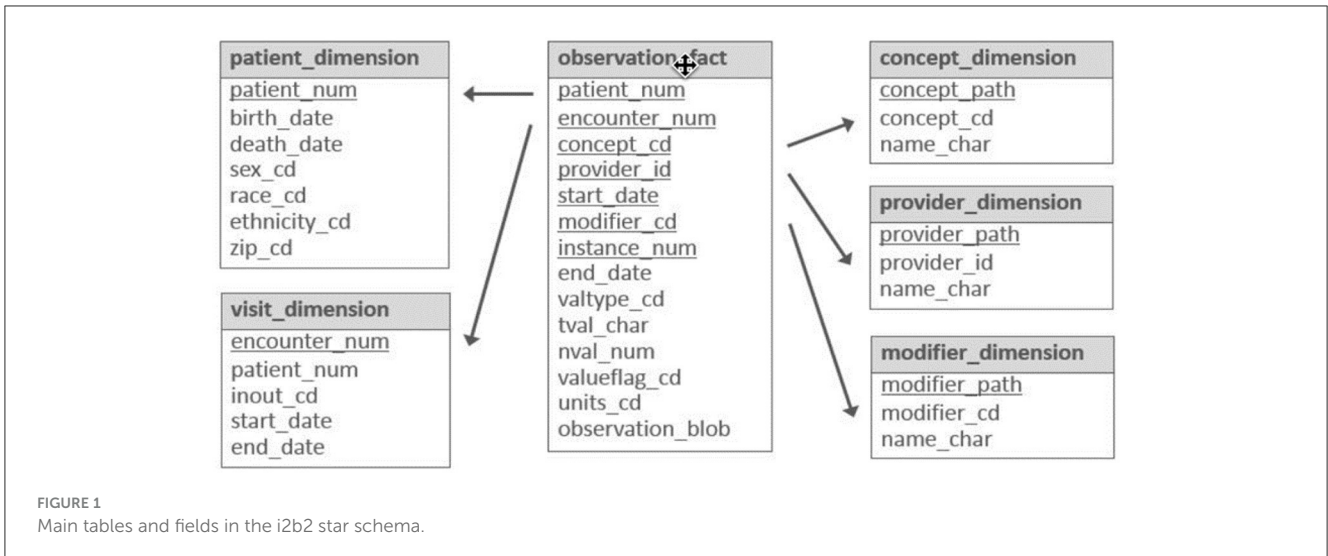 patient_dimension
patient_num
birth_date
death_date
sex_cd
race_cd
ethnicity_cd
zip_cd
visit_dimension
encounter_num
patient_num
inout_cd
start_date
end_date
observation_fact
patient_num
encounter_num
concept_cd
provider_id
start_date
modifier_cd
instance_num
end_date
valtype_cd
tval_char
nval_num
valueflag_cd
units_cd
observation_blob
concept_dimension
concept_path
concept_cd
name_char
provider_dimension
provider_path
provider_id
name_char
modifier_dimension
modifier_path
modifier_cd
name_char
FIGURE 1
Main tables and fields in the i2b2 star schema.